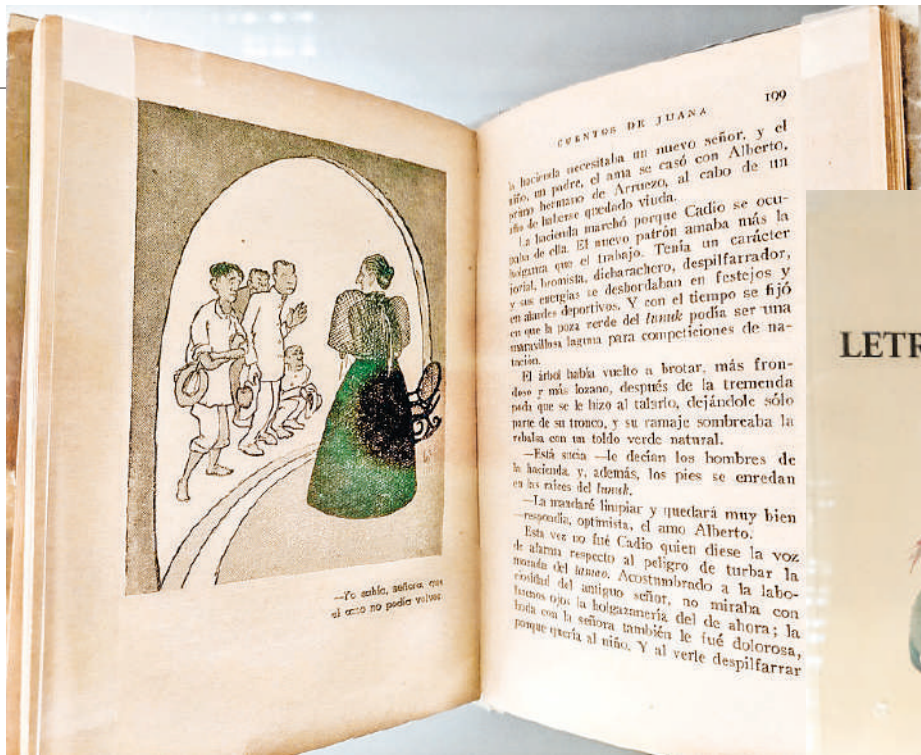 —Yo sabía, señora, que
el amo no podía volver.
199
CUENTOS DE JUANA
la hacienda necesitaba un nuevo señor, y el
niño, un padre, el ama se casó con Alberto,
primo hermano de Arruezo, al cabo de un
año de haberse quedado viuda.
La hacienda marchó porque Cadio se ocu-
paba de ella. El nuevo patrón amaba más la
holganza que el trabajo. Tenía un carácter
jovial, bromista, dicharachero, despilfarrador,
y sus energías se desbordaban en festejos y
en alardes deportivos. Y con el tiempo se fijó
en que la poza verde del lunuk podía ser una
maravillosa laguna para competiciones de na-
tación.
El árbol había vuelto a brotar, más fron-
doso y más lozano, después de la tremenda
poda que se le hizo al talarlo, dejándole sólo
parte de su tronco, y su ramaje sombreaba la
rebalsa con un toldo verde natural.
—Está sucia —le decían los hombres de
la hacienda, y, además, los pies se enredan
en las raíces del lunuk.
—La mandaré limpiar y quedará muy bien
—respondía, optimista, el amo Alberto.
Esta vez no fué Cadio quien diese la voz
de alarma respecto al peligro de turbar la
morada del tauo. Acostumbrado a la labo-
riosidad del antiguo señor, no miraba con
buenos ojos la holgazanería del de ahora; la
boda con la señora también le fué dolorosa,
porque quería al niño. Y al verle despilfarrar
LETR